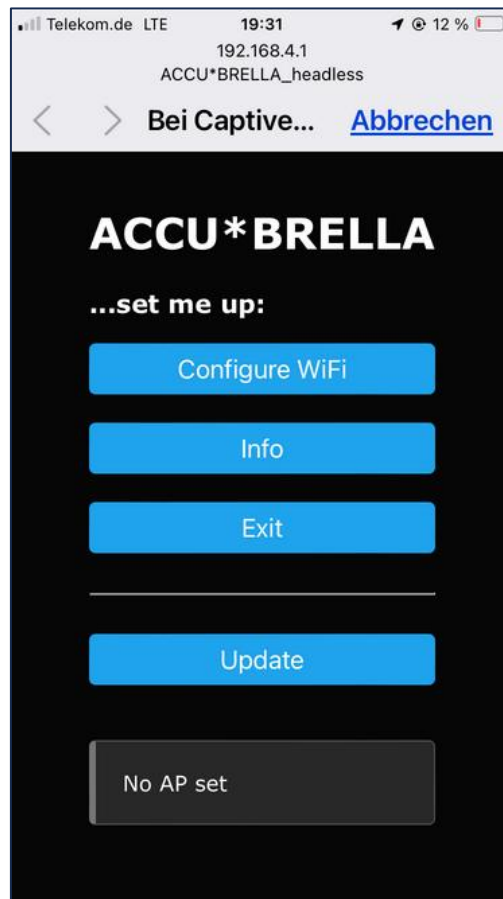 Telekom.de LTE 19:31 12 %
192.168.4.1
ACCU*BRELLA_headless
Bei Captive... Abbrechen
ACCU*BRELLA
...set me up:
Configure WiFi
Info
Exit
Update
No AP set